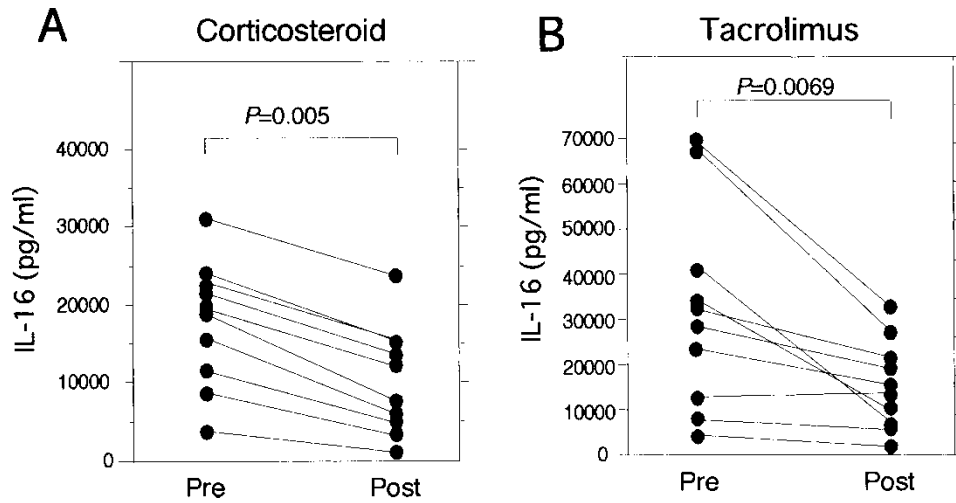 A
Corticosteroid
P=0.005
40000
30000
20000
10000
0
IL-16 (pg/ml)
Pre
Post
B
Tacrolimus
P=0.0069
70000
60000
50000
40000
30000
20000
10000
0
IL-16 (pg/ml)
Pre
Post